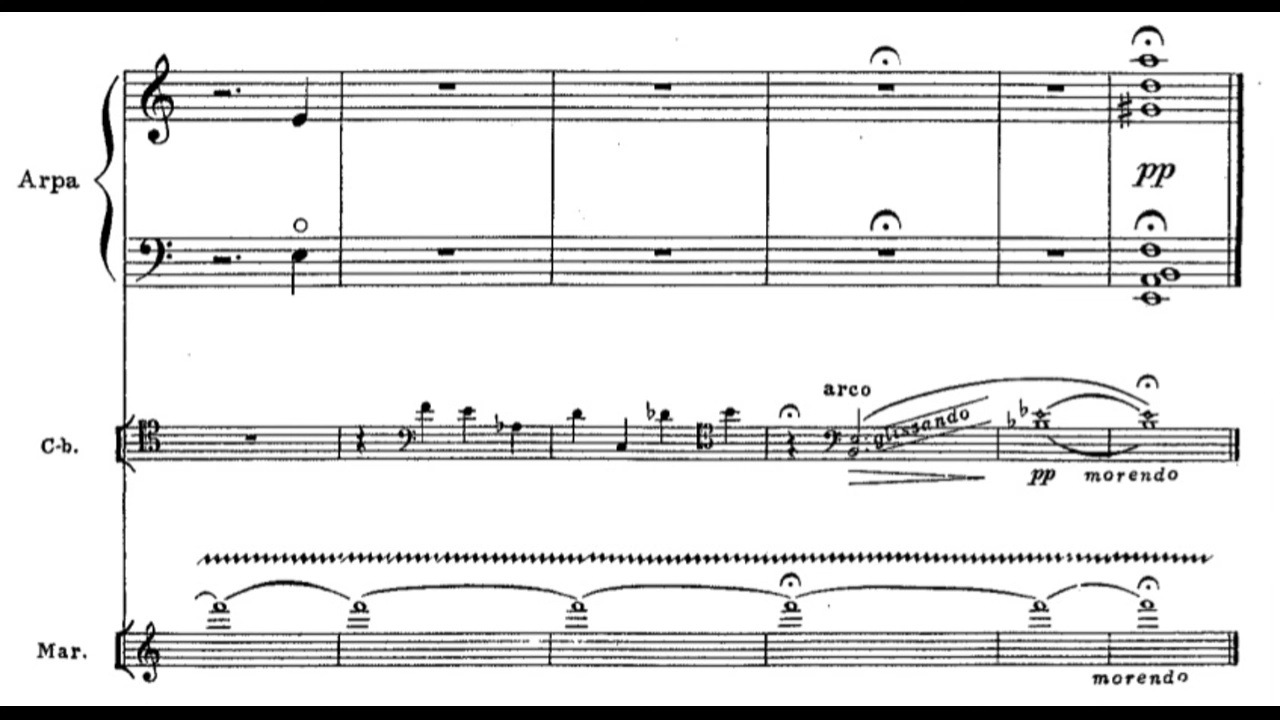 Arpa
pp
arco
C-b.
glissando
pp morendo
Mar.
morendo